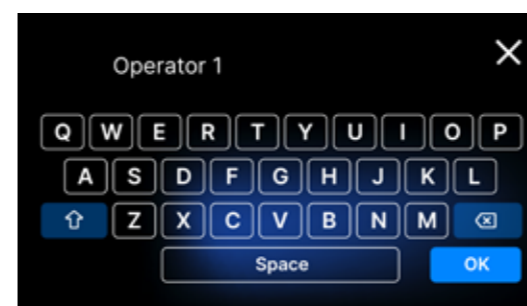 Operator 1
Q W E R T Y U I O P
A S D F G H J K L
Z X C V B N M
Space OK